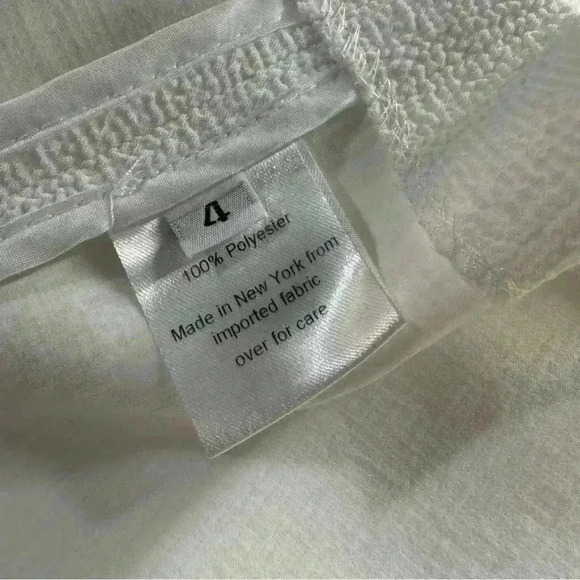 4
100% Polyester
Made in New York from
imported fabric
over for care